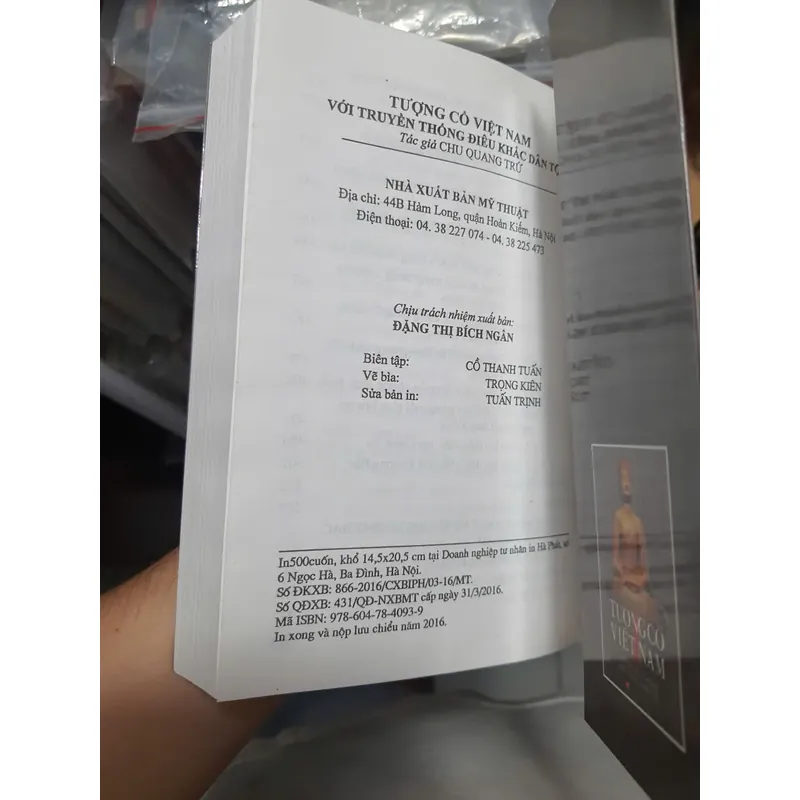 TƯỢNG CỔ VIỆT NAM
VỚI TRUYỀN THỐNG ĐIÊU KHẮC DÂN TỘ
Tác giả CHU QUANG TRỨ
NHÀ XUẤT BẢN MỸ THUẬT
Địa chỉ: 44B Hàm Long, quận Hoàn Kiếm, Hà Nội
Điện thoại: 04. 38 227 074 - 04. 38 225 473
Chịu trách nhiệm xuất bản:
ĐẶNG THỊ BÍCH NGÂN
Biên tập: CỒ THANH TUẤN
Vẽ bìa: TRỌNG KIÊN
Sửa bản in: TUẤN TRỊNH
In500cuốn, khổ 14,5x20,5 cm tại Doanh nghiệp tư nhân in Hà Phát, số
6 Ngọc Hà, Ba Đình, Hà Nội.
Số ĐKXB: 866-2016/CXBIPH/03-16/MT.
Số QĐXB: 431/QĐ-NXBMT cấp ngày 31/3/2016.
Mã ISBN: 978-604-78-4093-9
In xong và nộp lưu chiểu năm 2016.
TƯỢNG CỔ
VIỆT NAM